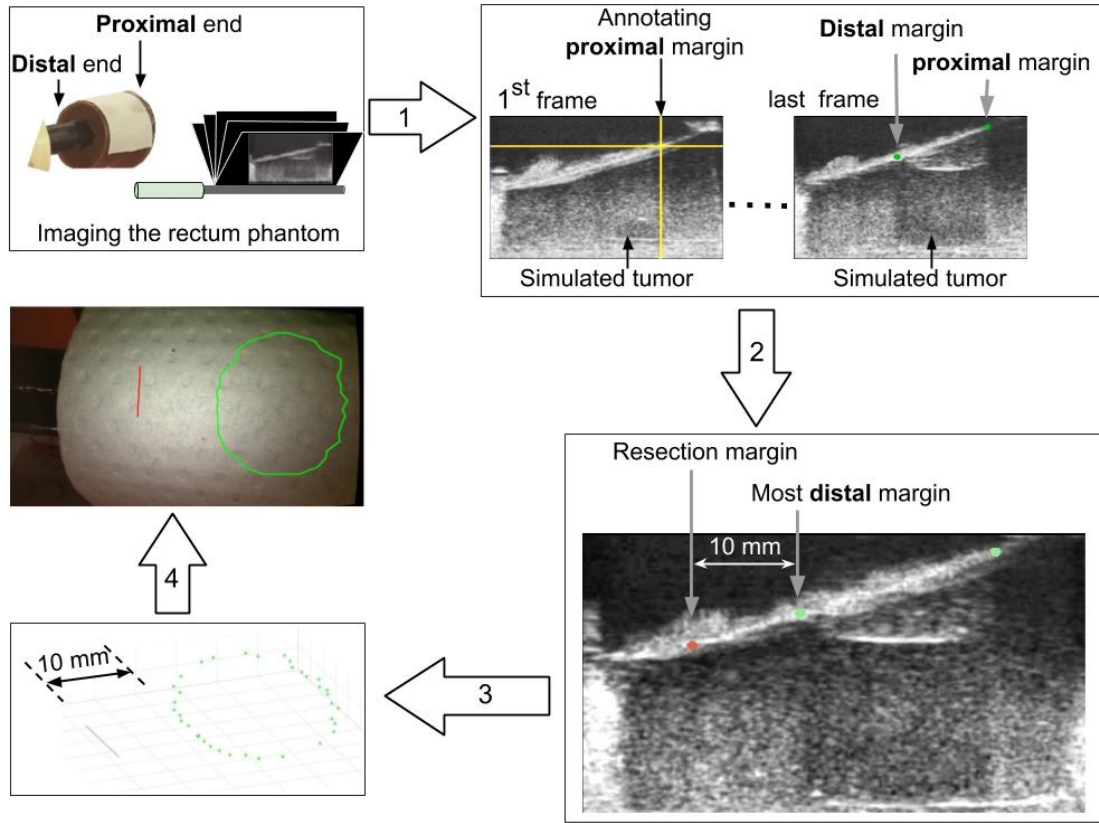 Proximal end
Distal end
Imaging the rectum phantom
1
Annotating
proximal margin
1st frame
Simulated tumor
Distal margin
proximal margin
last frame
Simulated tumor
2
Resection margin
Most distal margin
10 mm
3
10 mm
4